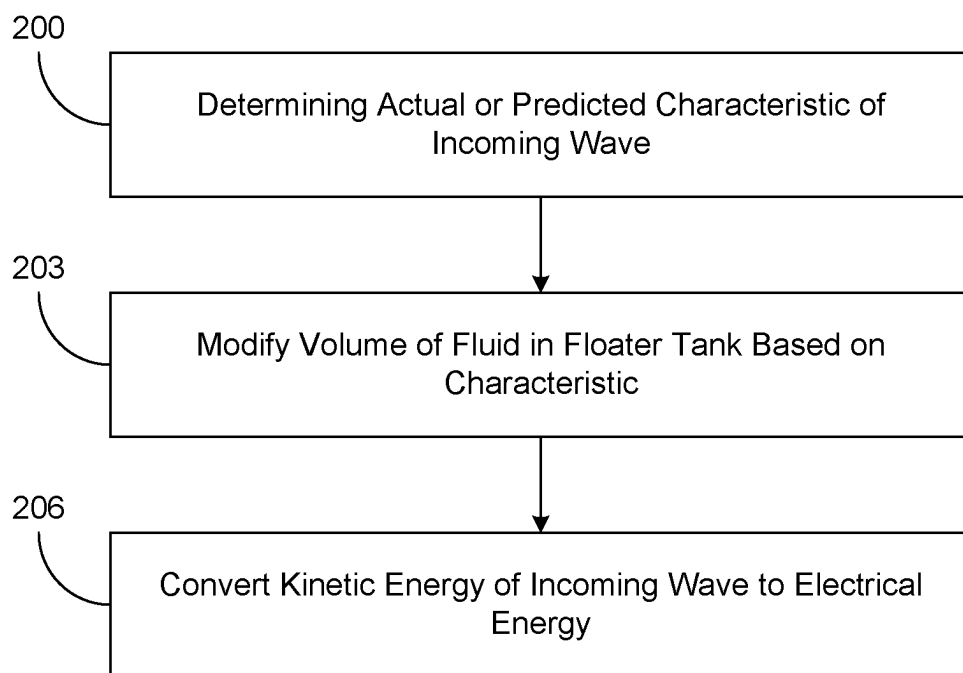 200
Determining Actual or Predicted Characteristic of
Incoming Wave
203
Modify Volume of Fluid in Floater Tank Based on
Characteristic
206
Convert Kinetic Energy of Incoming Wave to Electrical
Energy